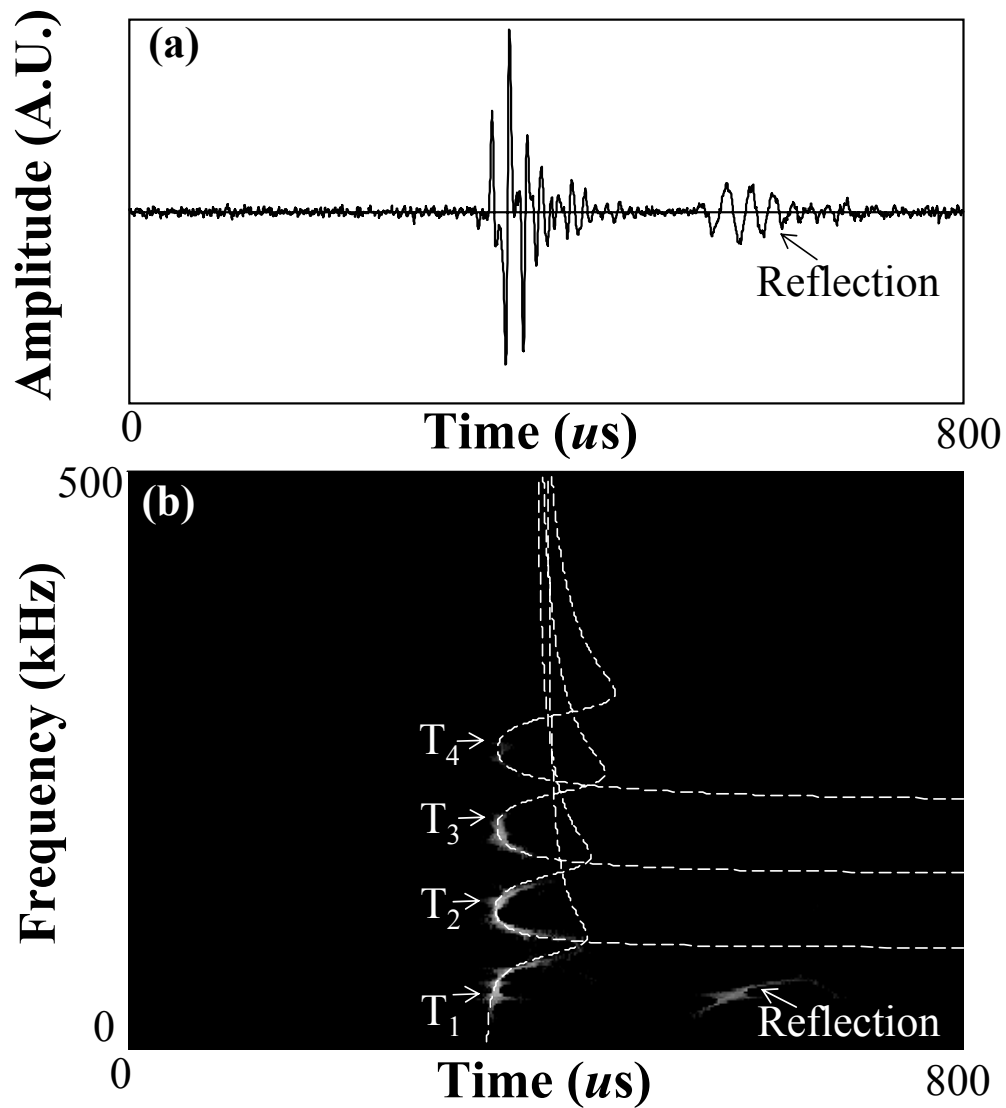 (a)
Amplitude (A.U.)
Reflection
0
Time (us)
800
500
(b)
Frequency (kHz)
T4
T3
T2
T1
Reflection
0
0
Time (us)
800